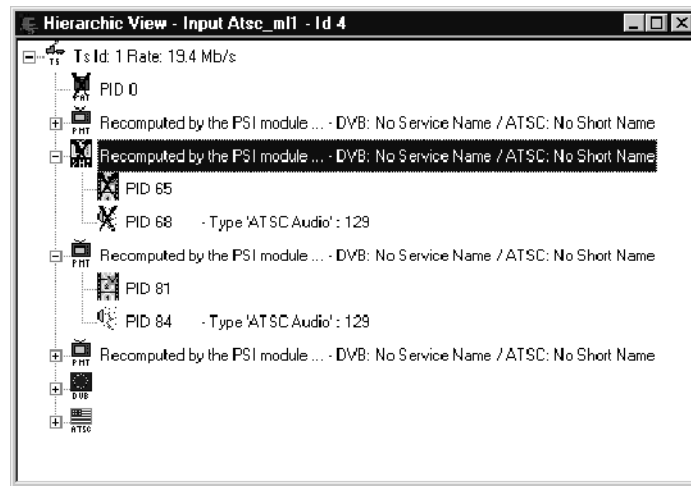 Hierarchic View - Input Atsc_ml1 - Id 4
TS Ts Id: 1 Rate: 19.4 Mb/s
PAT PID 0
PMT Recomputed by the PSI module ... - DVB: No Service Name / ATSC: No Short Name
Recomputed by the PSI module ... - DVB: No Service Name / ATSC: No Short Name
PID 65
PID 68 - Type 'ATSC Audio' : 129
PMT Recomputed by the PSI module ... - DVB: No Service Name / ATSC: No Short Name
PID 81
PID 84 - Type 'ATSC Audio' : 129
PMT Recomputed by the PSI module ... - DVB: No Service Name / ATSC: No Short Name
DVB
ATSC